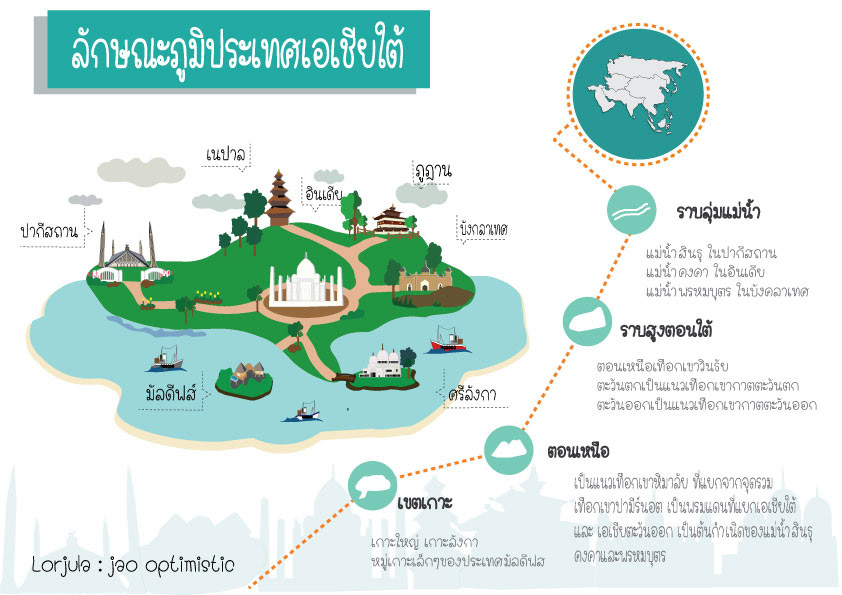 ลักษณะภูมิประเทศเอเชียใต้
เนปาล
ภูฏาน
อินเดีย
ปากีสถาน
บังกลาเทศ
มัลดีฟส์
ศรีลังกา
ราบลุ่มแม่น้ำ
แม่น้ำสินธุ ในปากีสถาน
แม่น้ำคงคา ในอินเดีย
แม่น้ำพรหมบุตร ในบังคลาเทศ
ราบสูงตอนใต้
ตอนเหนือเทือกเขาวินธัย
ตะวันตกเป็นแนวเทือกเขากาตตะวันตก
ตะวันออกเป็นแนวเทือกเขากาตตะวันออก
ตอนเหนือ
เป็นแนวเทือกเขาหิมาลัย ที่แยกจากจุดรวม
เทือกเขาปามีร์นอต เป็นพรมแดนที่แยกเอเชียใต้
และ เอเชียตะวันออก เป็นต้นกำเนิดของแม่น้ำสินธุ
คงคาและพรหมบุตร
เขตเกาะ
เกาะใหญ่ เกาะลังกา
หมู่เกาะเล็กๆของประเทศมัลดีฟส์
Lorjula : jao optimistic